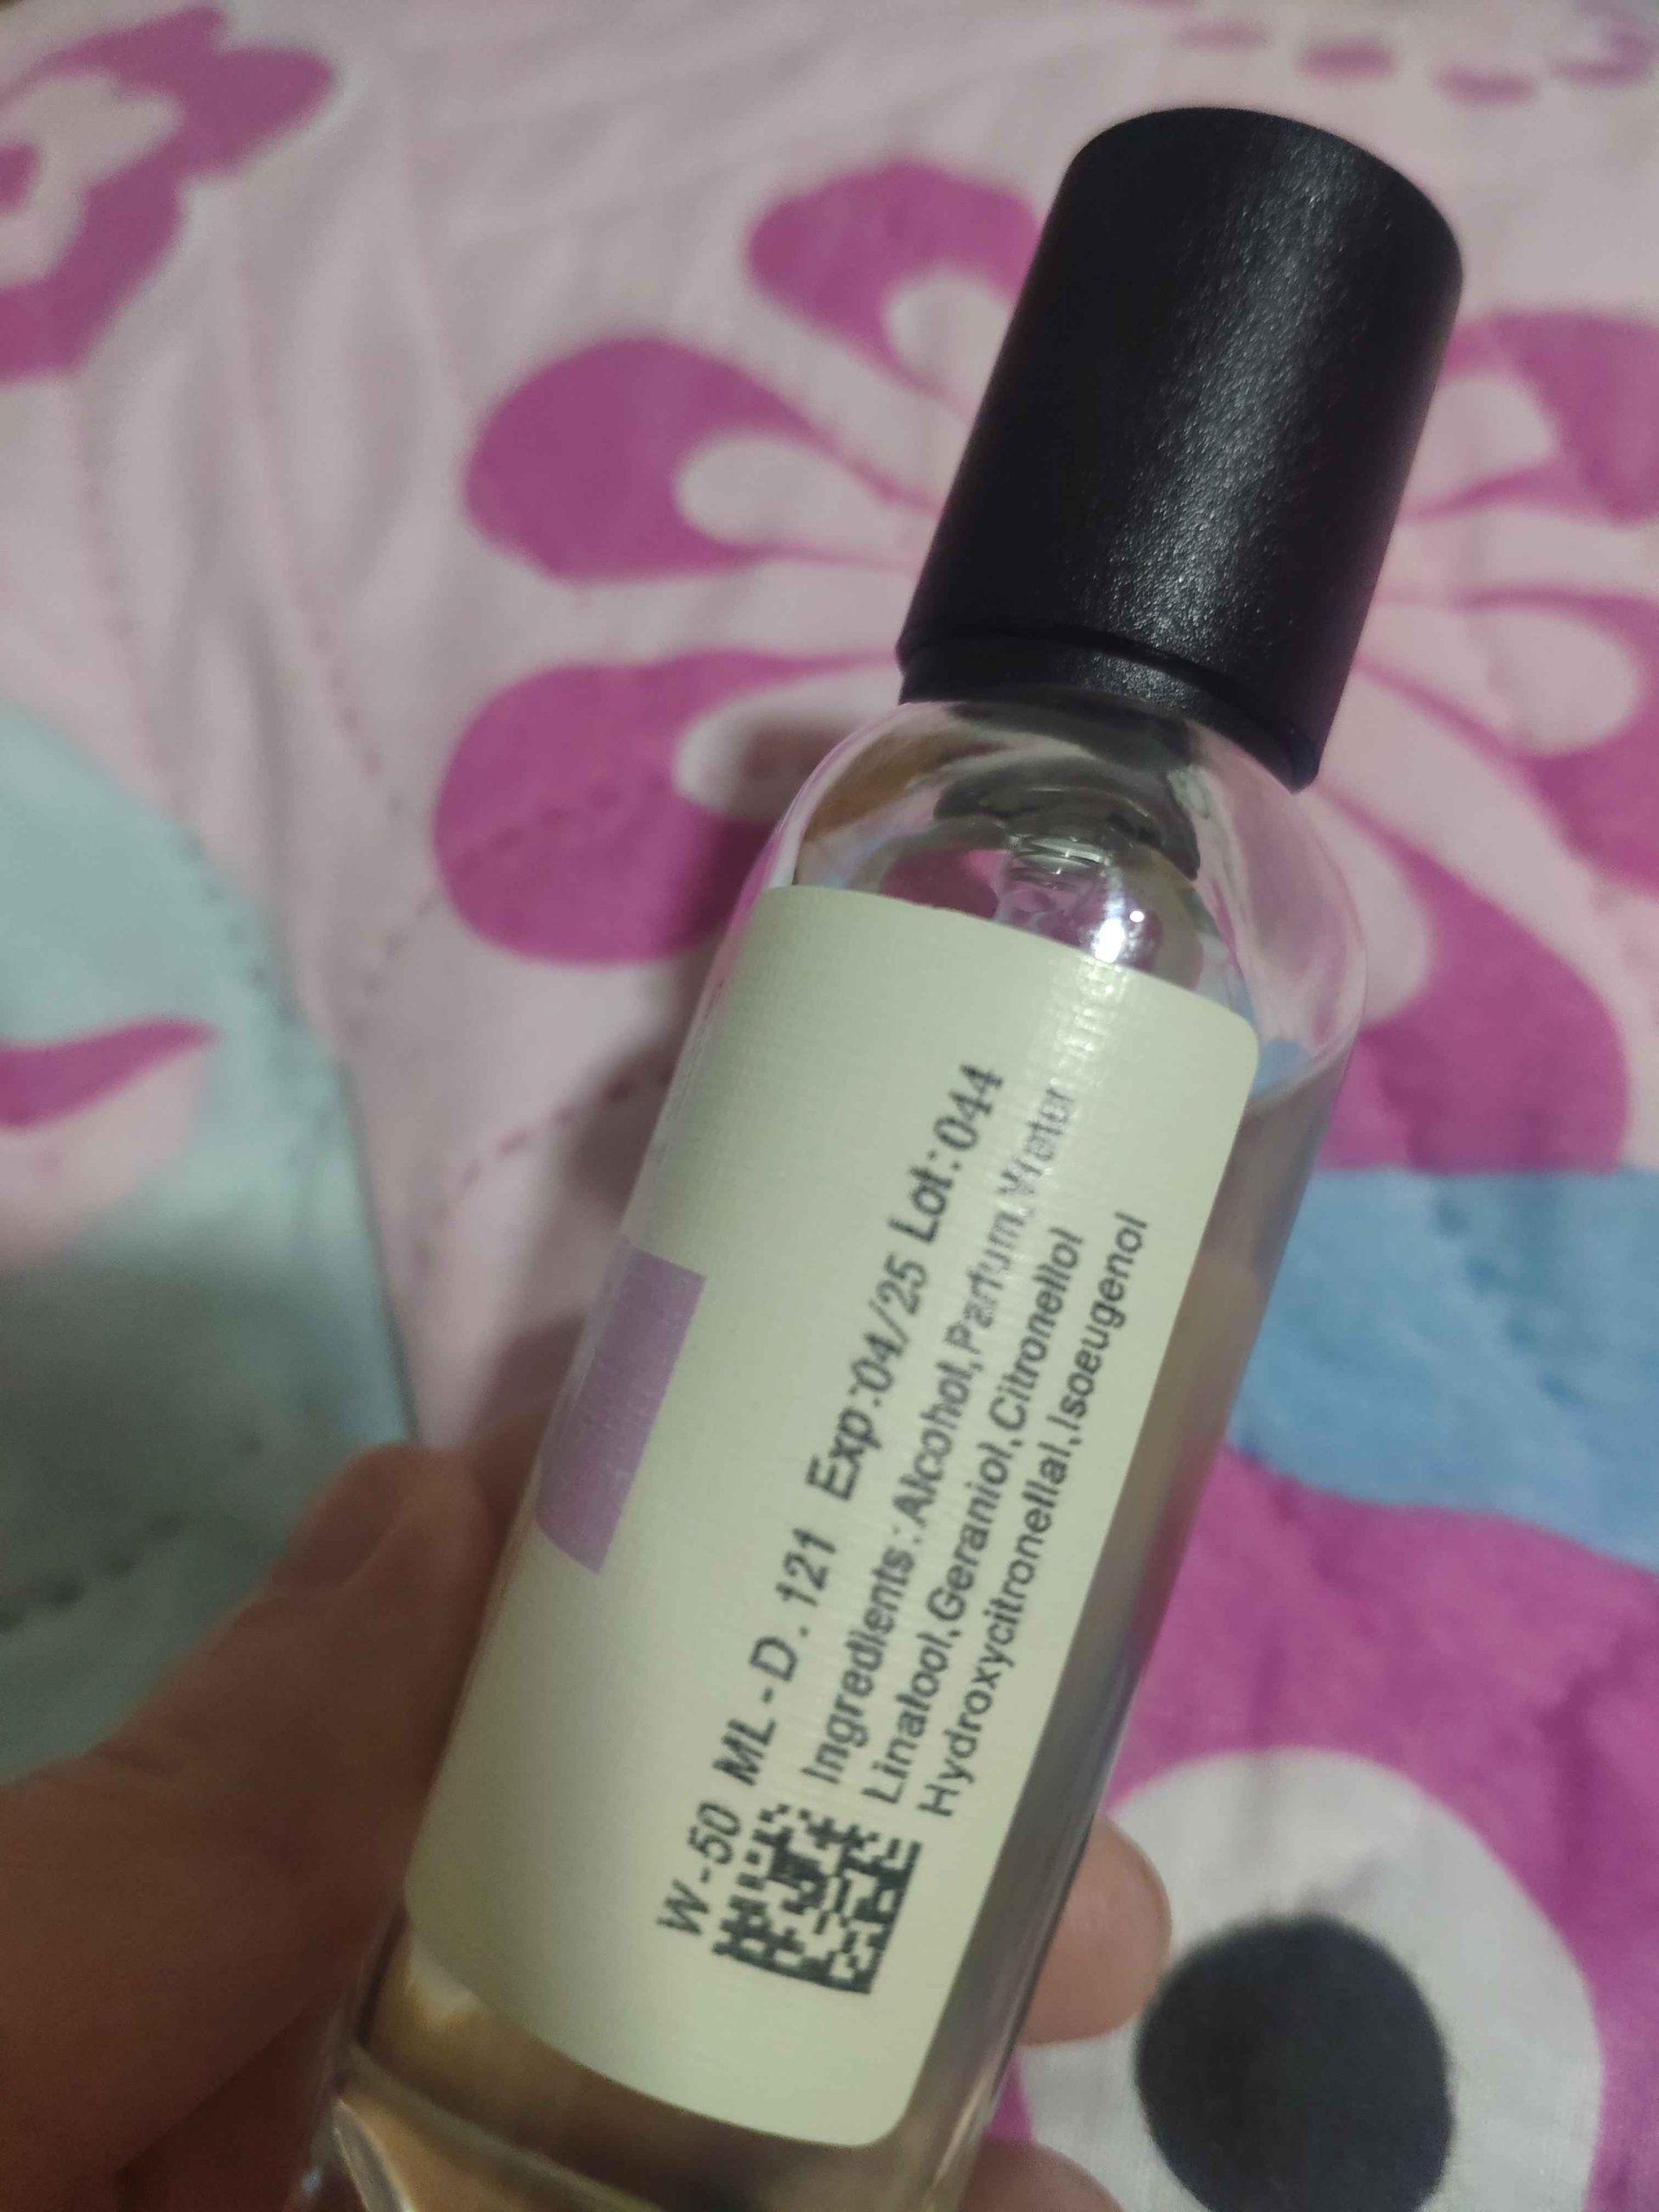 W-50 ML-D.121 Exp:04/25 Lot:044
Ingredients:Alcohol,Parfum,Water
Linalool,Geraniol,Citronellol
Hydroxycitronellal,Isoeugenol